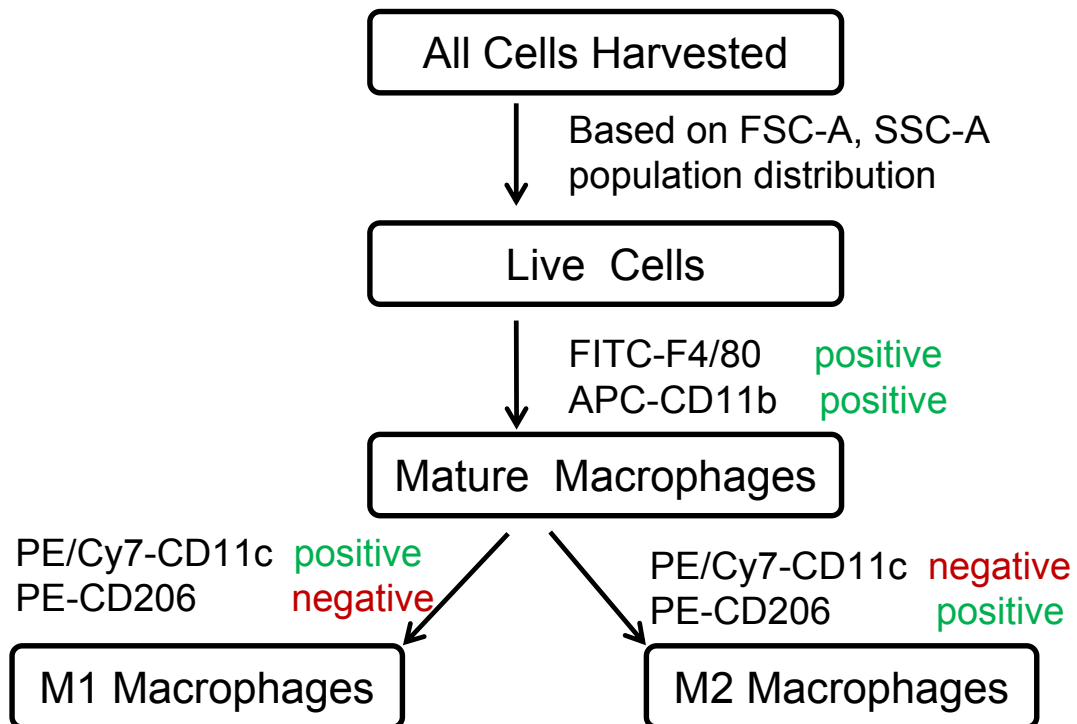 All Cells Harvested
Based on FSC-A, SSC-A
population distribution
Live Cells
FITC-F4/80 positive
APC-CD11b positive
Mature Macrophages
PE/Cy7-CD11c positive
PE-CD206 negative
PE/Cy7-CD11c negative
PE-CD206 positive
M1 Macrophages
M2 Macrophages